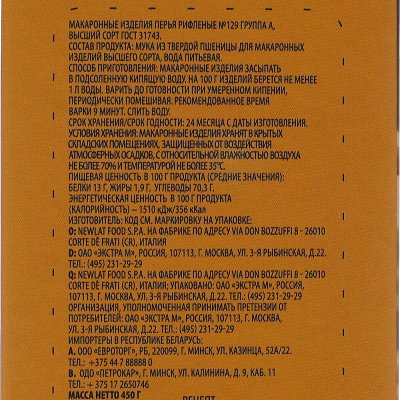 МАКАРОННЫЕ ИЗДЕЛИЯ ПЕРЬЯ РИФЛЕНЫЕ №129 ГРУППА А,
ВЫСШИЙ СОРТ ГОСТ 31743.
СОСТАВ ПРОДУКТА: МУКА ИЗ ТВЕРДОЙ ПШЕНИЦЫ ДЛЯ МАКАРОННЫХ
ИЗДЕЛИЙ ВЫСШЕГО СОРТА, ВОДА ПИТЬЕВАЯ.
СПОСОБ ПРИГОТОВЛЕНИЯ: МАКАРОННЫЕ ИЗДЕЛИЯ ЗАСЫПАТЬ
В ПОДСОЛЕННУЮ КИПЯЩУЮ ВОДУ. НА 100 Г ИЗДЕЛИЙ БЕРЕТСЯ НЕ МЕНЕЕ
1 Л ВОДЫ. ВАРИТЬ ДО ГОТОВНОСТИ ПРИ УМЕРЕННОМ КИПЕНИИ,
ПЕРИОДИЧЕСКИ ПОМЕШИВАЯ. РЕКОМЕНДОВАННОЕ ВРЕМЯ
ВАРКИ 9 МИНУТ. СЛИТЬ ВОДУ.
СРОК ХРАНЕНИЯ/СРОК ГОДНОСТИ: 24 МЕСЯЦА С ДАТЫ ИЗГОТОВЛЕНИЯ.
УСЛОВИЯ ХРАНЕНИЯ: МАКАРОННЫЕ ИЗДЕЛИЯ ХРАНЯТ В КРЫТЫХ
СКЛАДСКИХ ПОМЕЩЕНИЯХ, ЗАЩИЩЕННЫХ ОТ ВОЗДЕЙСТВИЯ
АТМОСФЕРНЫХ ОСАДКОВ, С ОТНОСИТЕЛЬНОЙ ВЛАЖНОСТЬЮ ВОЗДУХА
НЕ БОЛЕЕ 70% И ТЕМПЕРАТУРОЙ НЕ БОЛЕЕ 35°С.
ПИЩЕВАЯ ЦЕННОСТЬ В 100 Г ПРОДУКТА (СРЕДНИЕ ЗНАЧЕНИЯ):
БЕЛКИ 13 Г, ЖИРЫ 1,9 Г, УГЛЕВОДЫ 70,3 Г.
ЭНЕРГЕТИЧЕСКАЯ ЦЕННОСТЬ В 100 Г ПРОДУКТА
(КАЛОРИЙНОСТЬ) – 1510 кДж/356 кКал
ИЗГОТОВИТЕЛЬ: КОД СМ. МАРКИРОВКУ НА УПАКОВКЕ:
O: NEWLAT FOOD S.P.A. НА ФАБРИКЕ ПО АДРЕСУ VIA DON BOZZUFFI 8 - 26010
CORTE DÈ FRATI (CR), ИТАЛИЯ
D: ОАО «ЭКСТРА М», РОССИЯ, 107113, Г. МОСКВА, УЛ. 3-Я РЫБИНСКАЯ, Д.22.
ТЕЛ.: (495) 231-29-29
Q: NEWLAT FOOD S.P.A. НА ФАБРИКЕ ПО АДРЕСУ VIA DON BOZZUFFI 8 - 26010
CORTE DÈ FRATI (CR), ИТАЛИЯ; УПАКОВАНО: ОАО «ЭКСТРА М», РОССИЯ,
107113, Г. МОСКВА, УЛ. 3-Я РЫБИНСКАЯ, Д.22. ТЕЛ.: (495) 231-29-29
ОРГАНИЗАЦИЯ, УПОЛНОМОЧЕННАЯ ПРИНИМАТЬ ПРЕТЕНЗИИ ОТ
ПОТРЕБИТЕЛЕЙ: ОАО «ЭКСТРА М», РОССИЯ, 107113, Г. МОСКВА,
УЛ. 3-Я РЫБИНСКАЯ, Д.22. ТЕЛ.: (495) 231-29-29
ИМПОРТЕРЫ В РЕСПУБЛИКЕ БЕЛАРУСЬ:
А. ООО «ЕВРОТОРГ», РБ, 220099, Г. МИНСК, УЛ. КАЗИНЦА, 52А/22.
ТЕЛ.: +375 44 7 88888 0
В. ОДО «ПЕТРОКАР», Г. МИНСК, УЛ. КАЛИНИНА, Д. 9, КАБ. 11
ТЕЛ.: +375 17 2650746
МАССА НЕТТО 450 Г
РЕЦЕПТ